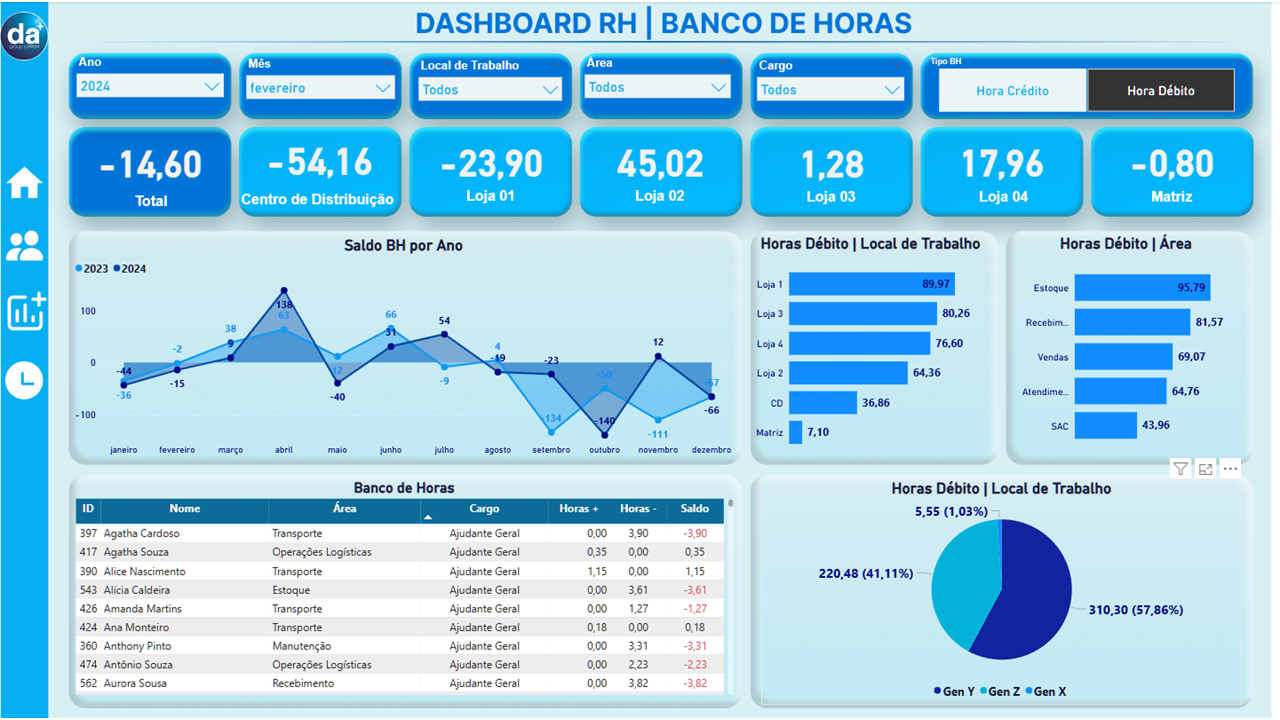 da+
DASHBOARD RH | BANCO DE HORAS
Ano
2024
Mês
fevereiro
Local de Trabalho
Todos
Área
Todos
Cargo
Todos
Tipo BH
Hora Crédito
Hora Débito
-14,60
Total
-54,16
Centro de Distribuição
-23,90
Loja 01
45,02
Loja 02
1,28
Loja 03
17,96
Loja 04
-0,80
Matriz
Saldo BH por Ano
2023 2024
100
0
-100
-44
-36
-2
-15
38
9
138
63
12
-40
66
31
54
-9
4
-19
-23
-134
-50
-140
12
-111
-57
-66
janeiro fevereiro março abril maio junho julho agosto setembro outubro novembro dezembro
Horas Débito | Local de Trabalho
Loja 1 89,97
Loja 3 80,26
Loja 4 76,60
Loja 2 64,36
CD 36,86
Matriz 7,10
Horas Débito | Área
Estoque 95,79
Recebim... 81,57
Vendas 69,07
Atendime... 64,76
SAC 43,96
Banco de Horas
ID Nome Área Cargo Horas + Horas - Saldo
397 Agatha Cardoso Transporte Ajudante Geral 0,00 3,90 -3,90
417 Agatha Souza Operações Logísticas Ajudante Geral 0,35 0,00 0,35
390 Alice Nascimento Transporte Ajudante Geral 1,15 0,00 1,15
543 Alícia Caldeira Estoque Ajudante Geral 0,00 3,61 -3,61
426 Amanda Martins Transporte Ajudante Geral 0,00 1,27 -1,27
424 Ana Monteiro Transporte Ajudante Geral 0,18 0,00 0,18
360 Anthony Pinto Manutenção Ajudante Geral 0,00 3,31 -3,31
474 Antônio Souza Operações Logísticas Ajudante Geral 0,00 2,23 -2,23
562 Aurora Sousa Recebimento Ajudante Geral 0,00 3,82 -3,82
Horas Débito | Local de Trabalho
5,55 (1,03%)
220,48 (41,11%)
310,30 (57,86%)
Gen Y Gen Z Gen X